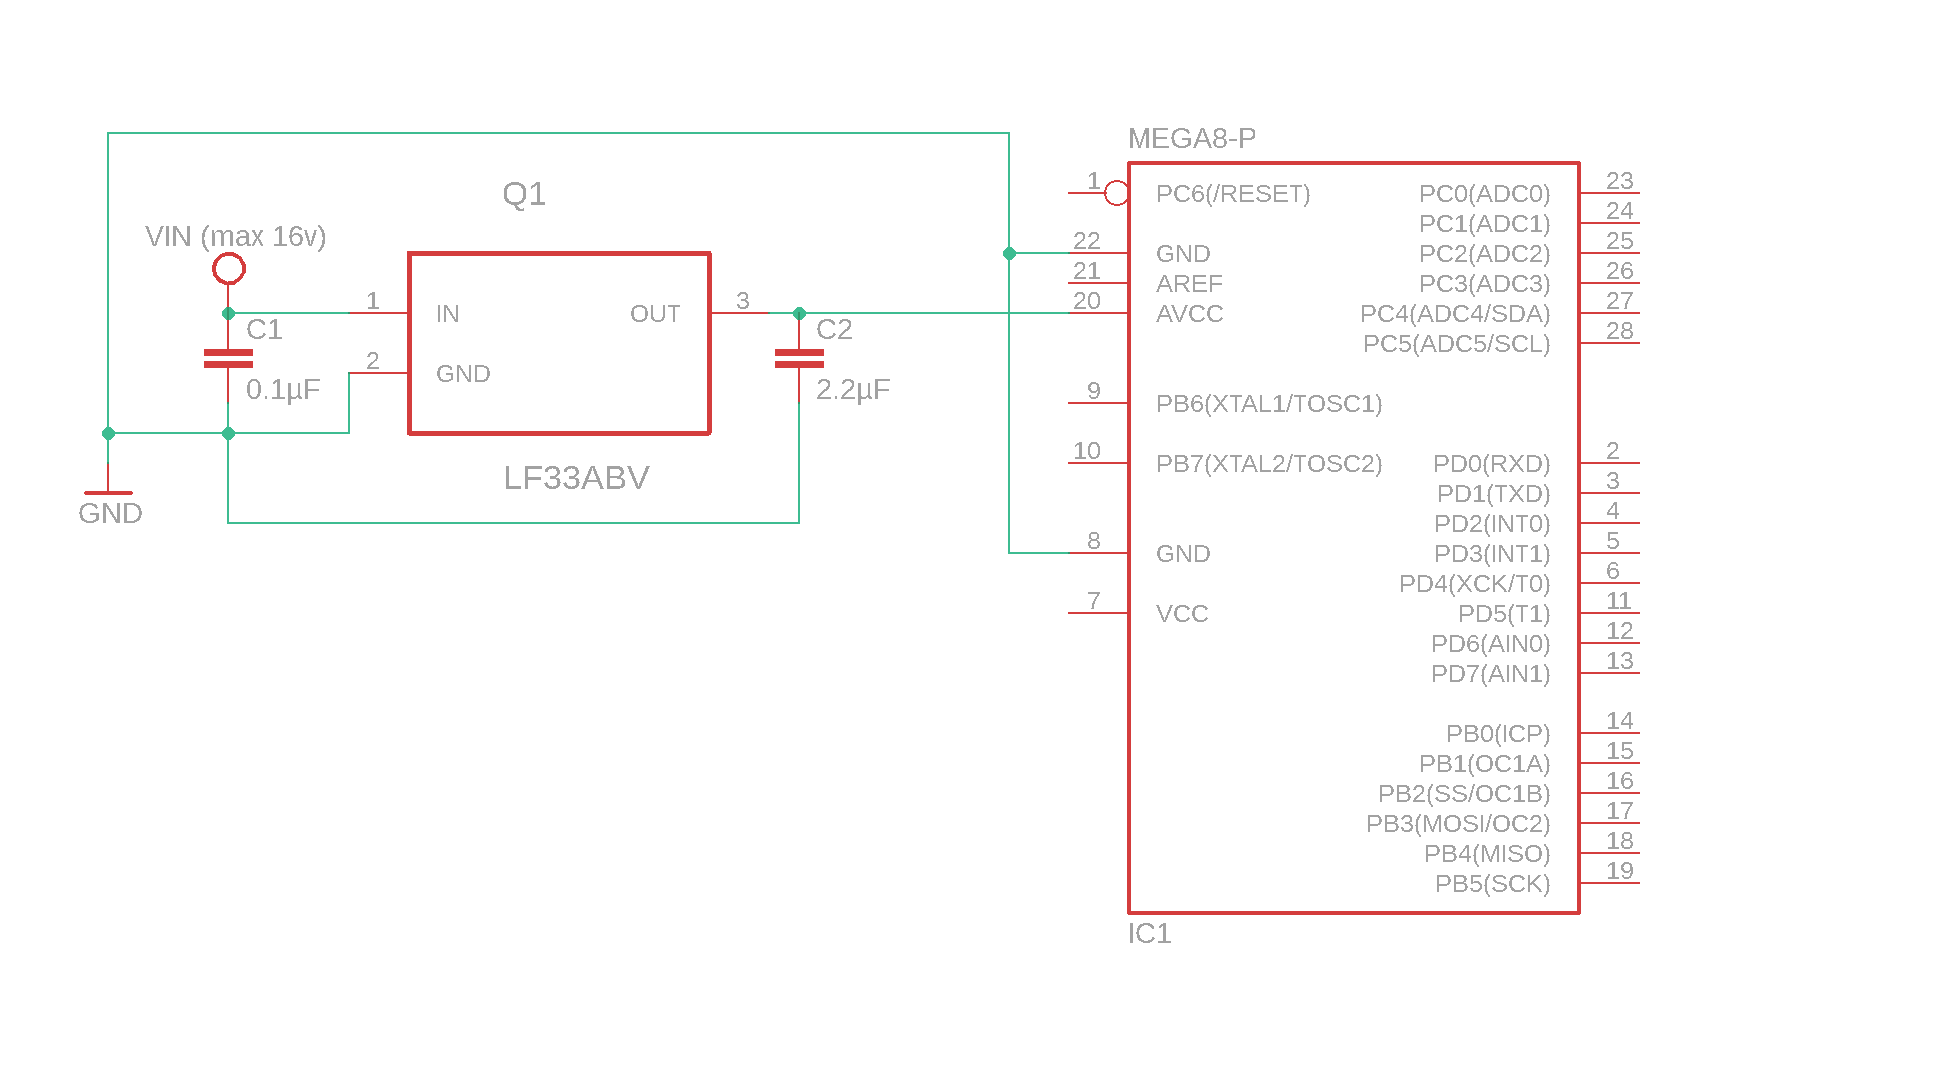 MEGA8-P
Q1
VIN (max 16v)
1
IN
OUT
3
C1
0.1µF
2
GND
C2
2.2µF
LF33ABV
GND
1
PC6(/RESET)
22
GND
21
AREF
20
AVCC
9
PB6(XTAL1/TOSC1)
10
PB7(XTAL2/TOSC2)
8
GND
7
VCC
PC0(ADC0)
23
PC1(ADC1)
24
PC2(ADC2)
25
PC3(ADC3)
26
PC4(ADC4/SDA)
27
PC5(ADC5/SCL)
28
PD0(RXD)
2
PD1(TXD)
3
PD2(INT0)
4
PD3(INT1)
5
PD4(XCK/T0)
6
PD5(T1)
11
PD6(AIN0)
12
PD7(AIN1)
13
PB0(ICP)
14
PB1(OC1A)
15
PB2(SS/OC1B)
16
PB3(MOSI/OC2)
17
PB4(MISO)
18
PB5(SCK)
19
IC1